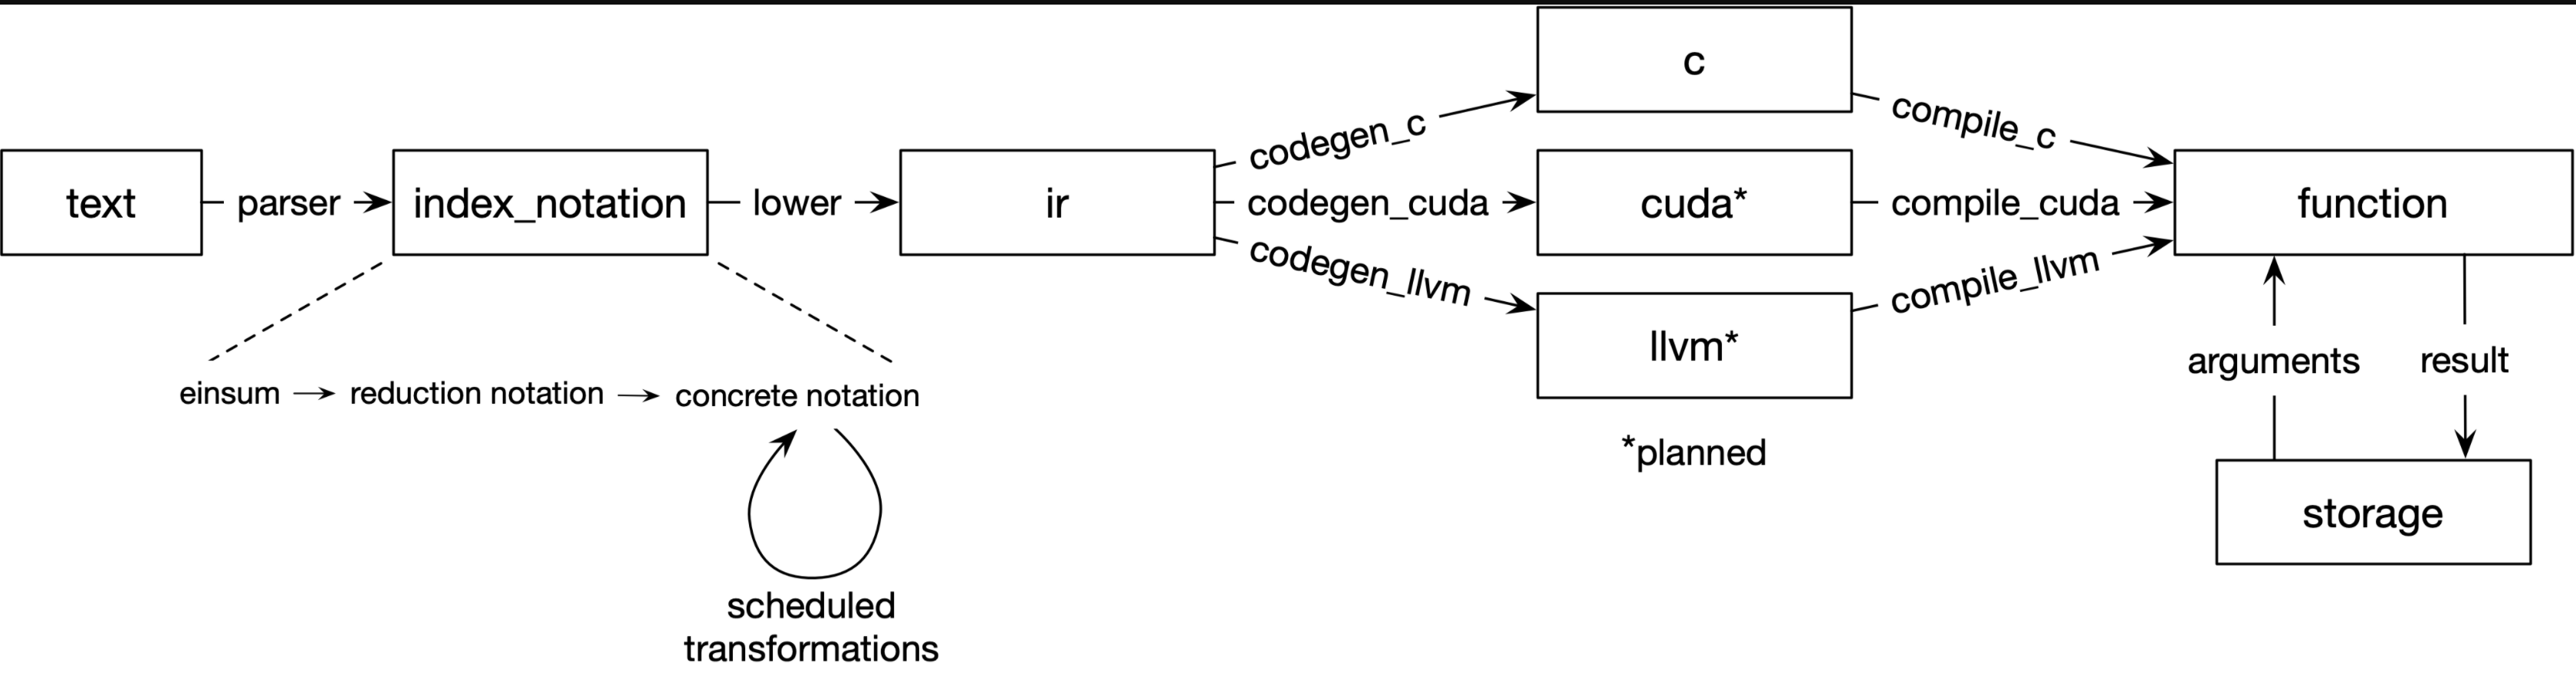 c
codegen_c
compile_c
text
parser
index_notation
lower
ir
codegen_cuda
cuda*
compile_cuda
function
codegen_llvm
llvm*
compile_llvm
arguments
result
einsum
reduction notation
concrete notation
*planned
storage
scheduled
transformations